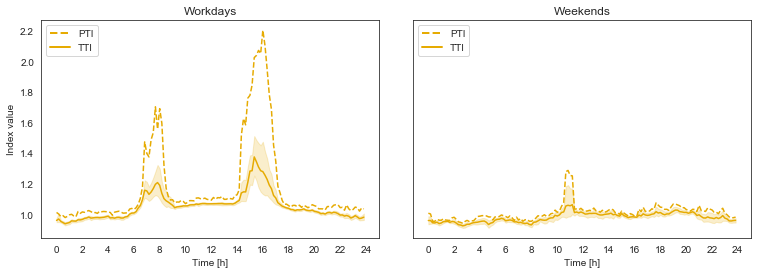 Workdays
PTI
TTI
Index value
2.2
2.0
1.8
1.6
1.4
1.2
1.0
0 2 4 6 8 10 12 14 16 18 20 22 24
Time [h]
Weekends
PTI
TTI
0 2 4 6 8 10 12 14 16 18 20 22 24
Time [h]